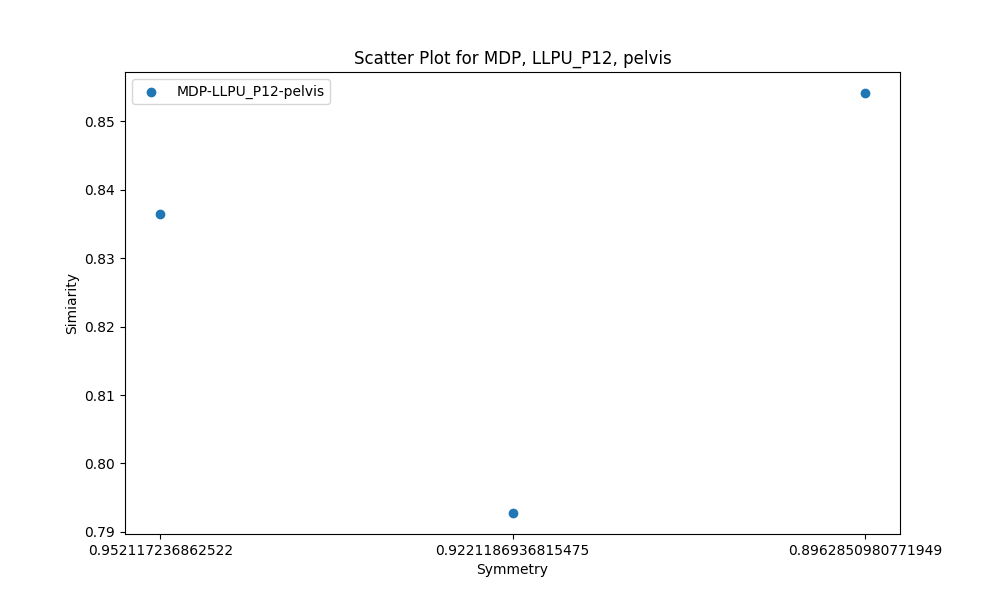 Scatter Plot for MDP, LLPU_P12, pelvis
MDP-LLPU_P12-pelvis
0.85
0.84
0.83
0.82
0.81
0.80
0.79
Simiarity
0.952117236862522
0.9221186936815475
0.8962850980771949
Symmetry